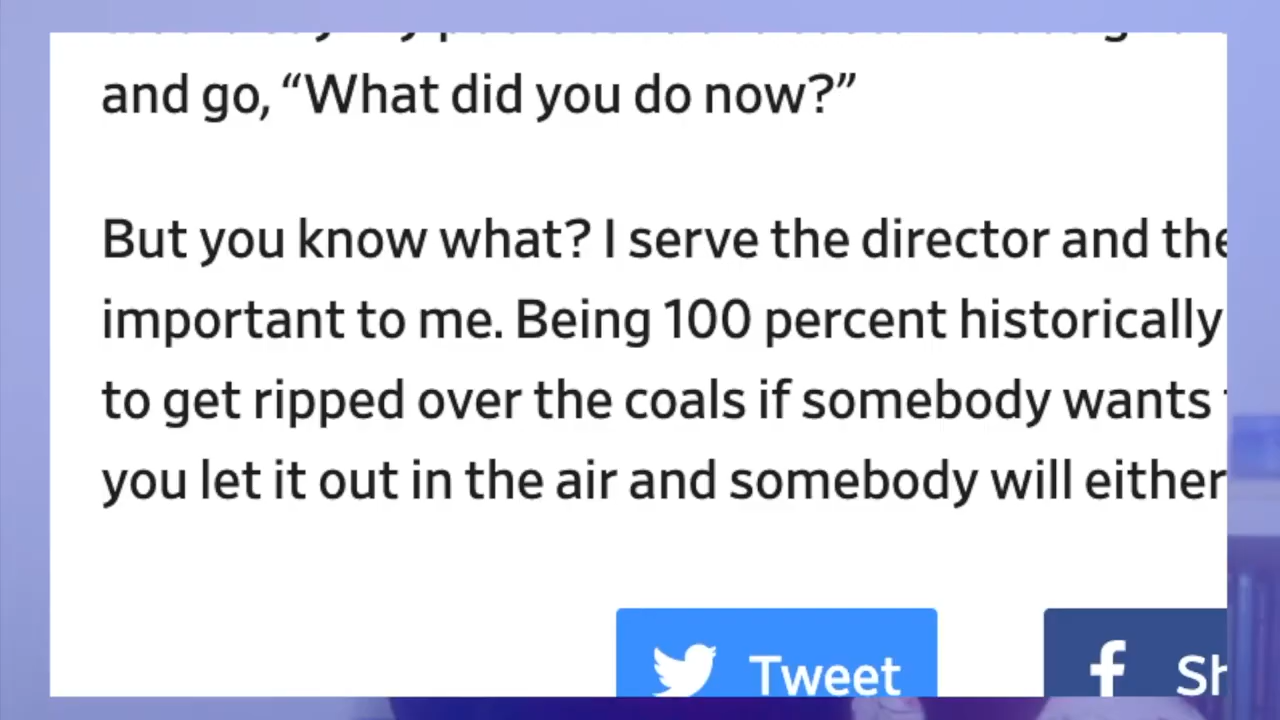 and go, “What did you do now?”
But you know what? I serve the director and the
important to me. Being 100 percent historically
to get ripped over the coals if somebody wants
you let it out in the air and somebody will either
Tweet
Sh